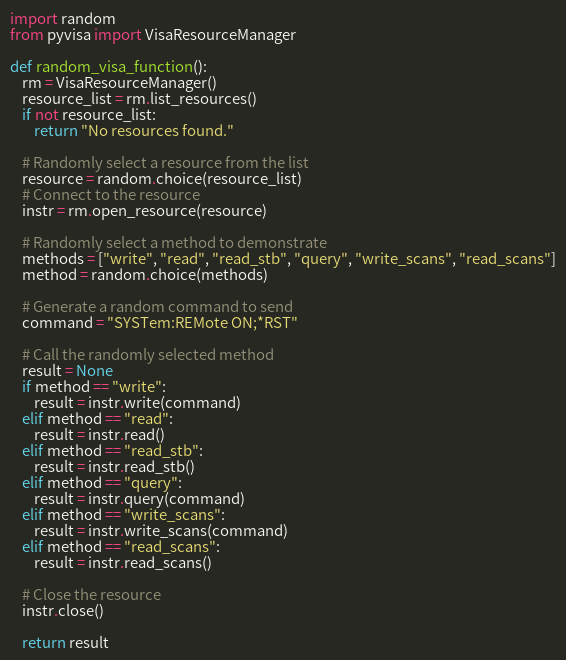 import random
from pyvisa import VisaResourceManager

def random_visa_function():
    rm = VisaResourceManager()
    resource_list = rm.list_resources()
    if not resource_list:
        return "No resources found."

    # Randomly select a resource from the list
    resource = random.choice(resource_list)
    # Connect to the resource
    instr = rm.open_resource(resource)

    # Randomly select a method to demonstrate
    methods = ["write", "read", "read_stb", "query", "write_scans", "read_scans"]
    method = random.choice(methods)

    # Generate a random command to send
    command = "SYSTem:REMote ON;*RST"

    # Call the randomly selected method
    result = None
    if method == "write":
        result = instr.write(command)
    elif method == "read":
        result = instr.read()
    elif method == "read_stb":
        result = instr.read_stb()
    elif method == "query":
        result = instr.query(command)
    elif method == "write_scans":
        result = instr.write_scans(command)
    elif method == "read_scans":
        result = instr.read_scans()

    # Close the resource
    instr.close()

    return result